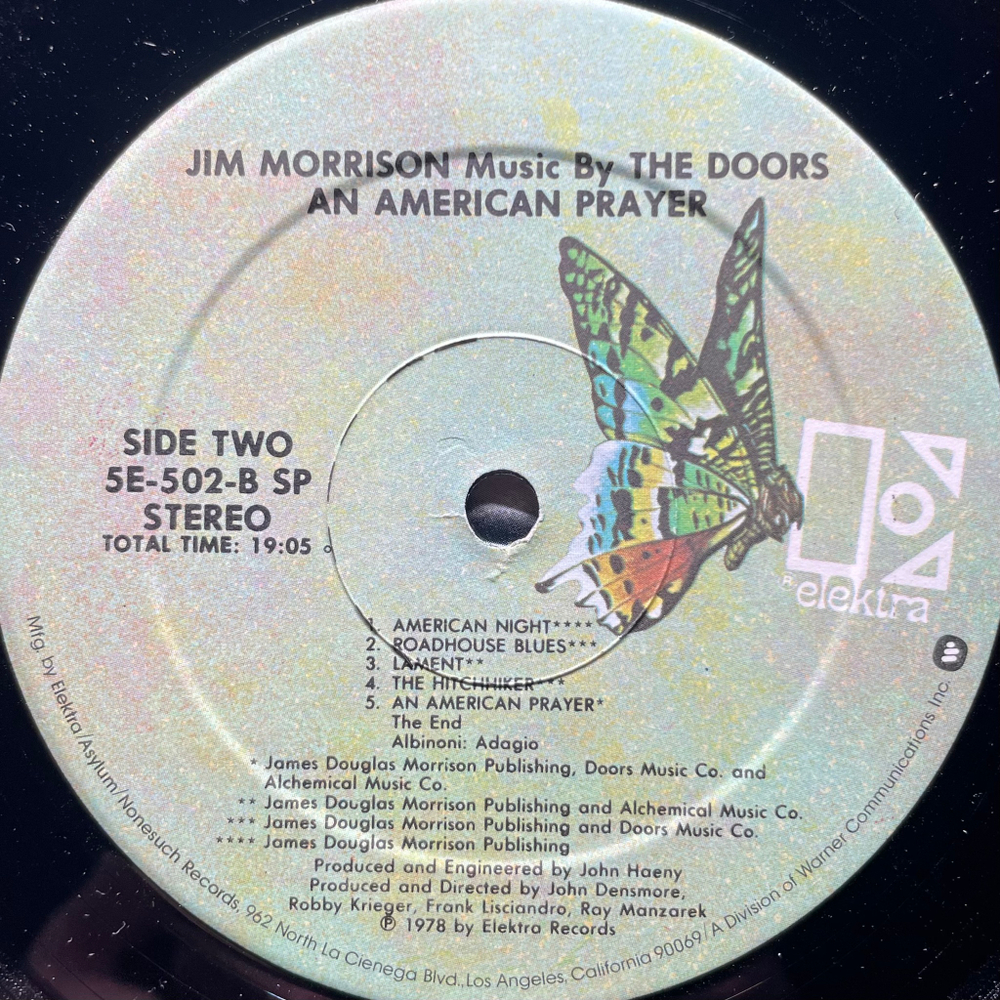 JIM MORRISON Music By THE DOORS
AN AMERICAN PRAYER
SIDE TWO
5E-502-B SP
STEREO
TOTAL TIME: 19:05
® elektra
1. AMERICAN NIGHT****
2. ROADHOUSE BLUES***
3. LAMENT**
4. THE HITCHHIKER***
5. AN AMERICAN PRAYER*
The End
Albinoni: Adagio
* James Douglas Morrison Publishing, Doors Music Co. and
Alchemical Music Co.
** James Douglas Morrison Publishing and Alchemical Music Co.
*** James Douglas Morrison Publishing and Doors Music Co.
**** James Douglas Morrison Publishing
Produced and Engineered by John Haeny
Produced and Directed by John Densmore,
Robby Krieger, Frank Lisciandro, Ray Manzarek
℗ 1978 by Elektra Records
Mfg. by Elektra/Asylum/Nonesuch Records, 962 North La Cienega Blvd., Los Angeles, California 90069/A Division of Warner Communications Inc.